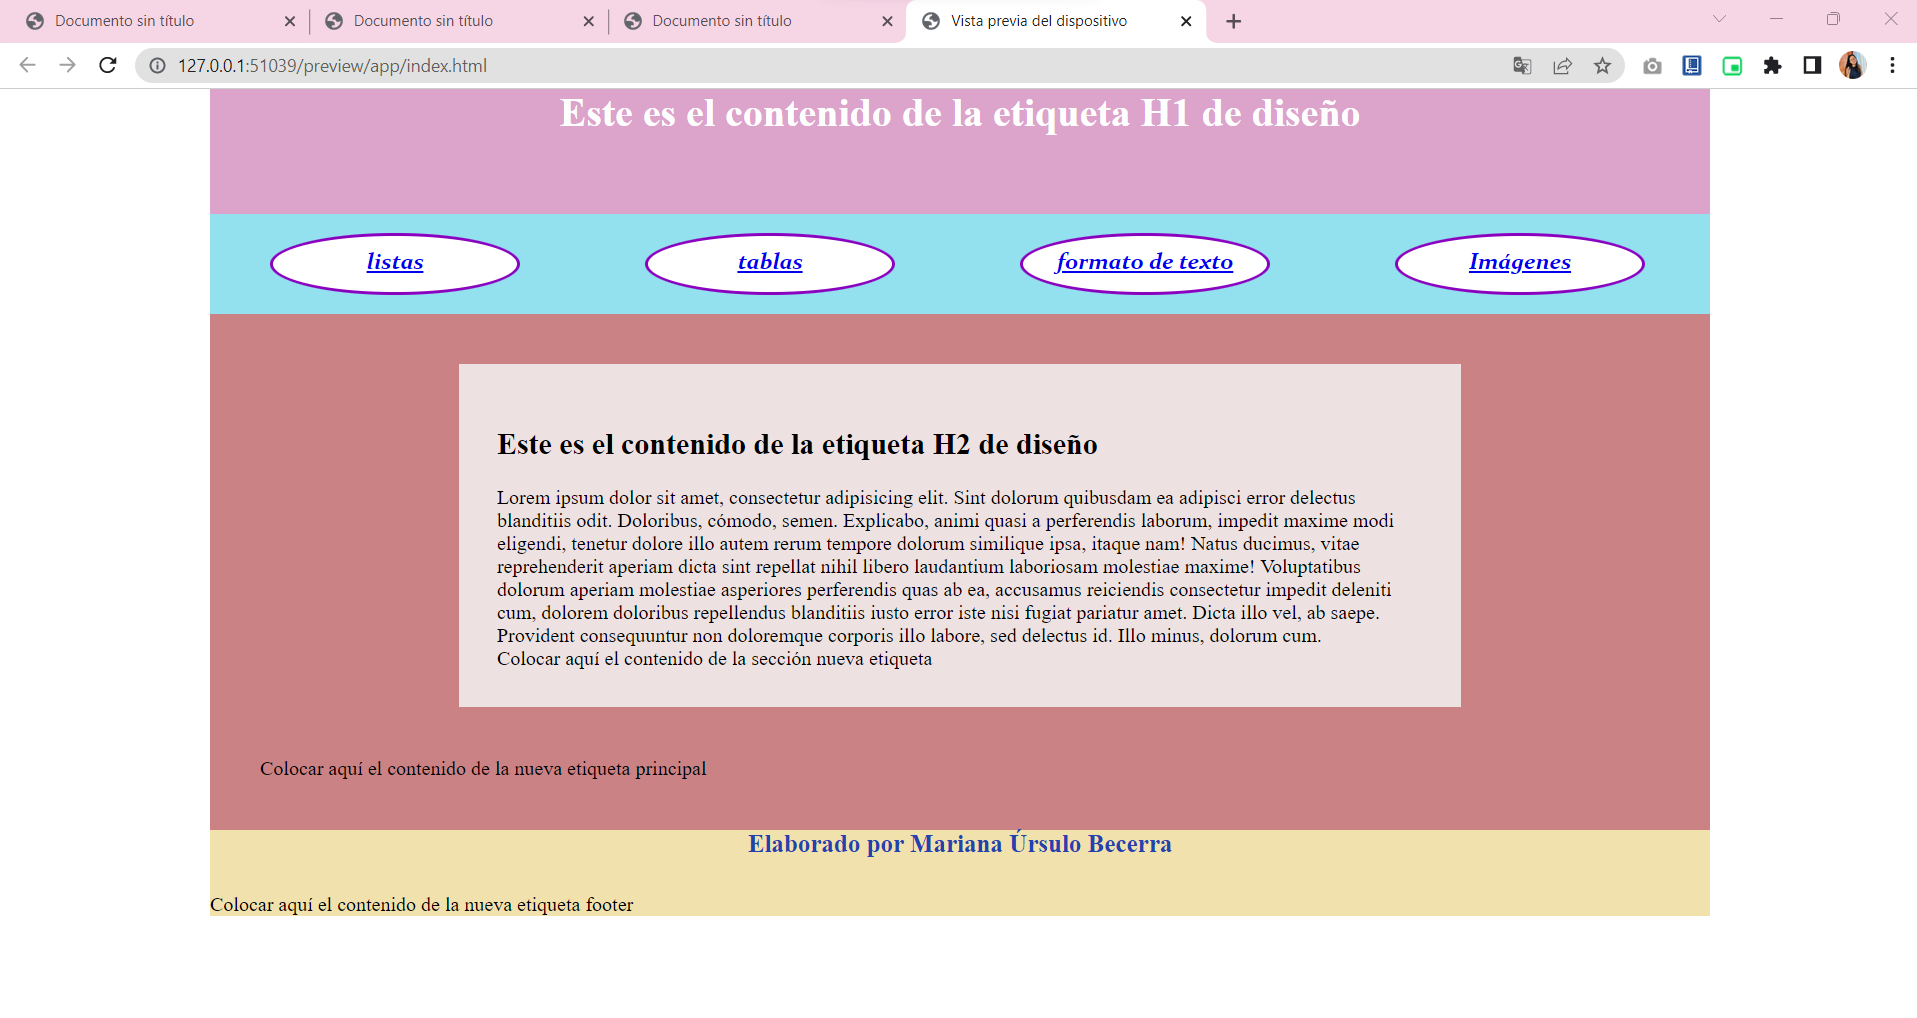 Documento sin título
Documento sin título
Documento sin título
Vista previa del dispositivo
127.0.0.1:51039/preview/app/index.html
Este es el contenido de la etiqueta H1 de diseño
listas
tablas
formato de texto
Imágenes
Este es el contenido de la etiqueta H2 de diseño
Lorem ipsum dolor sit amet, consectetur adipisicing elit. Sint dolorum quibusdam ea adipisci error delectus
blanditiis odit. Doloribus, cómodo, semen. Explicabo, animi quasi a perferendis laborum, impedit maxime modi
eligendi, tenetur dolore illo autem rerum tempore dolorum similique ipsa, itaque nam! Natus ducimus, vitae
reprehenderit aperiam dicta sint repellat nihil libero laudantium laboriosam molestiae maxime! Voluptatibus
dolorum aperiam molestiae asperiores perferendis quas ab ea, accusamus reiciendis consectetur impedit deleniti
cum, dolorem doloribus repellendus blanditiis iusto error iste nisi fugiat pariatur amet. Dicta illo vel, ab saepe.
Provident consequuntur non doloremque corporis illo labore, sed delectus id. Illo minus, dolorum cum.
Colocar aquí el contenido de la sección nueva etiqueta
Colocar aquí el contenido de la nueva etiqueta principal
Elaborado por Mariana Úrsulo Becerra
Colocar aquí el contenido de la nueva etiqueta footer